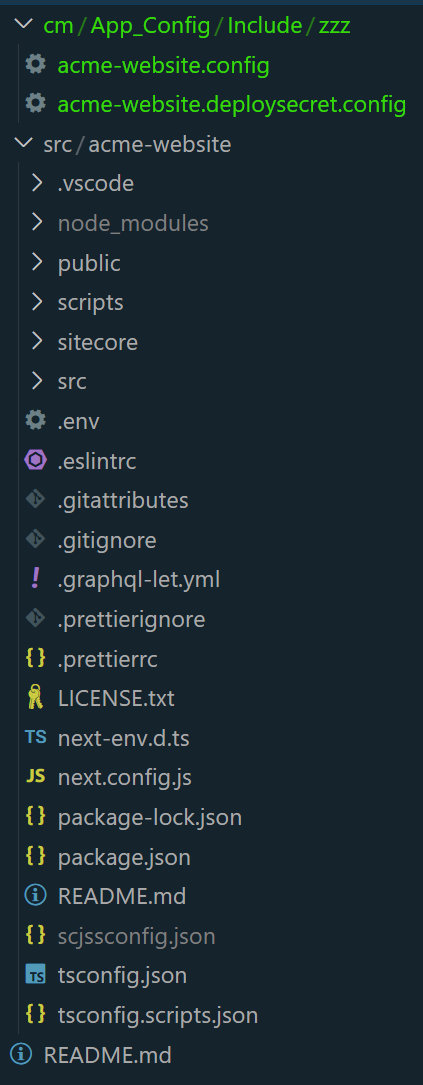 cm / App_Config / Include / zzz
acme-website.config
acme-website.deploysecret.config
src / acme-website
.vscode
node_modules
public
scripts
sitecore
src
.env
.eslintrc
.gitattributes
.gitignore
! .graphql-let.yml
.prettierignore
{} .prettierrc
LICENSE.txt
TS next-env.d.ts
JS next.config.js
{} package-lock.json
{} package.json
README.md
{} scjssconfig.json
TS tsconfig.json
{} tsconfig.scripts.json
README.md